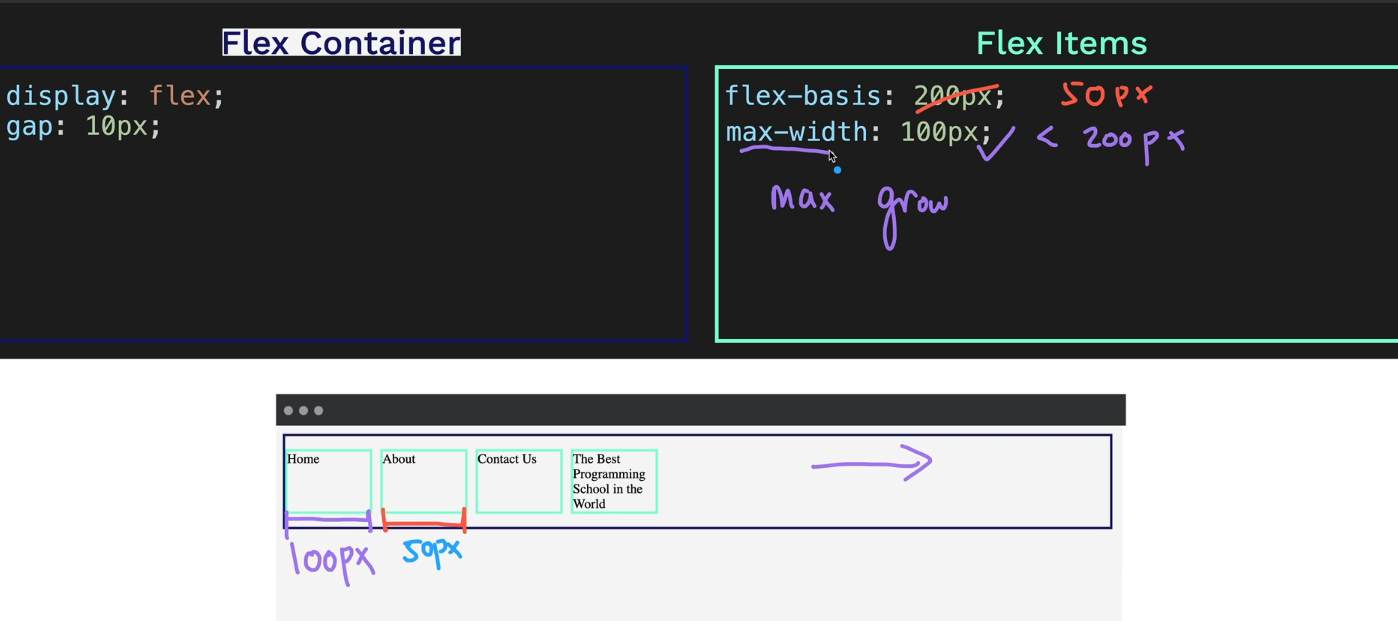 Flex Container
display: flex;
gap: 10px;
Flex Items
flex-basis: 200px; 50px
max-width: 100px; < 200px
max grow
Home
About
Contact Us
The Best
Programming
School in the
World
100px
50px